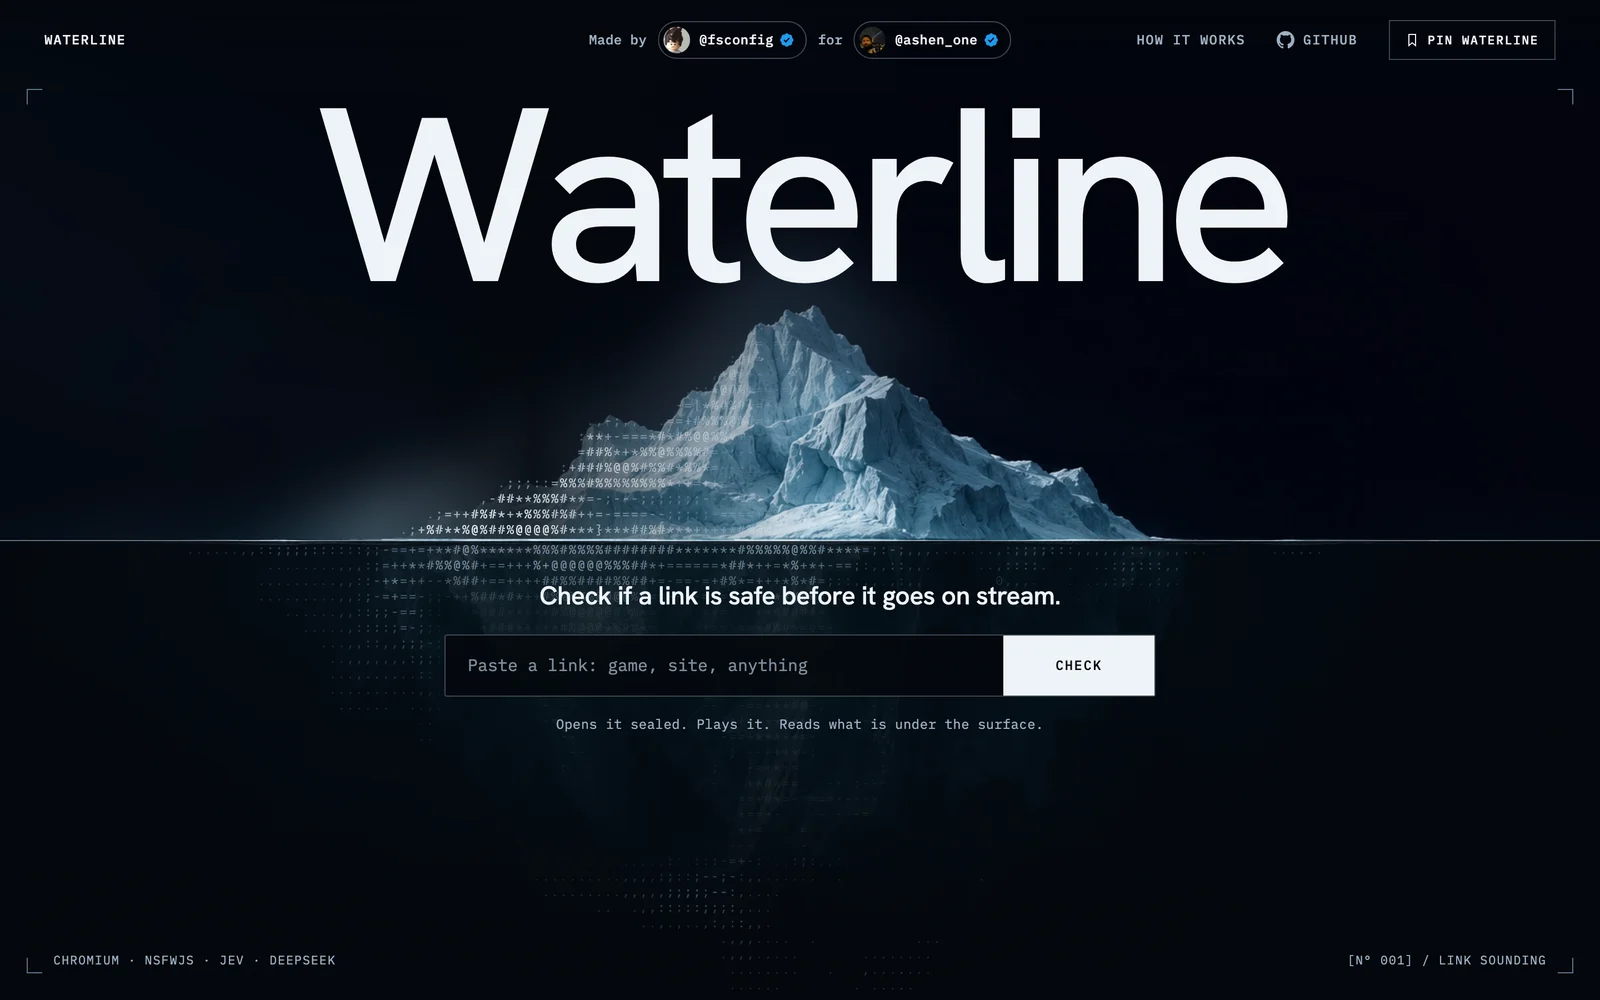 WATERLINE
Made by @fsconfig for @ashen_one
HOW IT WORKS
GITHUB
PIN WATERLINE
Waterline
Check if a link is safe before it goes on stream.
Paste a link: game, site, anything
CHECK
Opens it sealed. Plays it. Reads what is under the surface.
CHROMIUM · NSFWJS · JEV · DEEPSEEK
[N° 001] / LINK SOUNDING